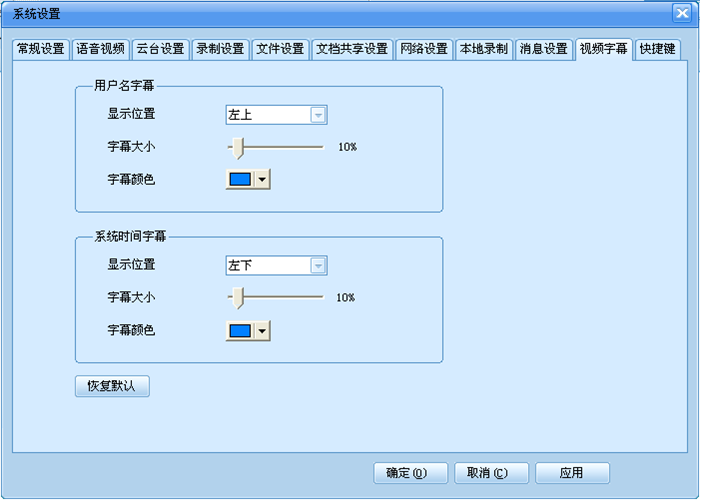 系统设置
常规设置 语音视频 云台设置 录制设置 文件设置 文档共享设置 网络设置 本地录制 消息设置 视频字幕 快捷键
用户名字幕
显示位置 左上
字幕大小 10%
字幕颜色
系统时间字幕
显示位置 左下
字幕大小 10%
字幕颜色
恢复默认
确定(O) 取消(C) 应用